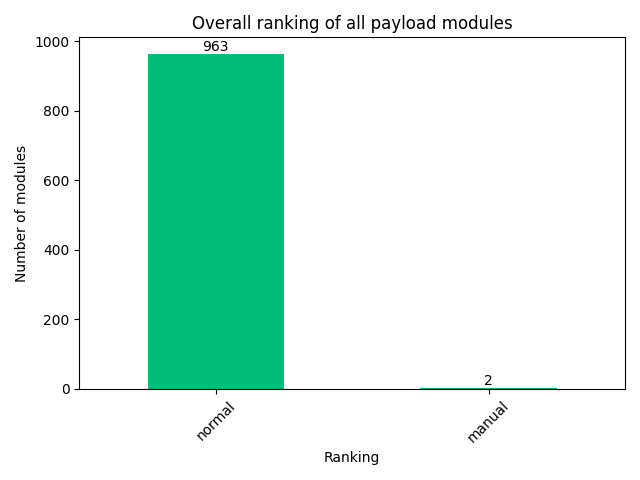 Overall ranking of all payload modules
Number of modules
1000
800
600
400
200
0
963
2
normal
manual
Ranking